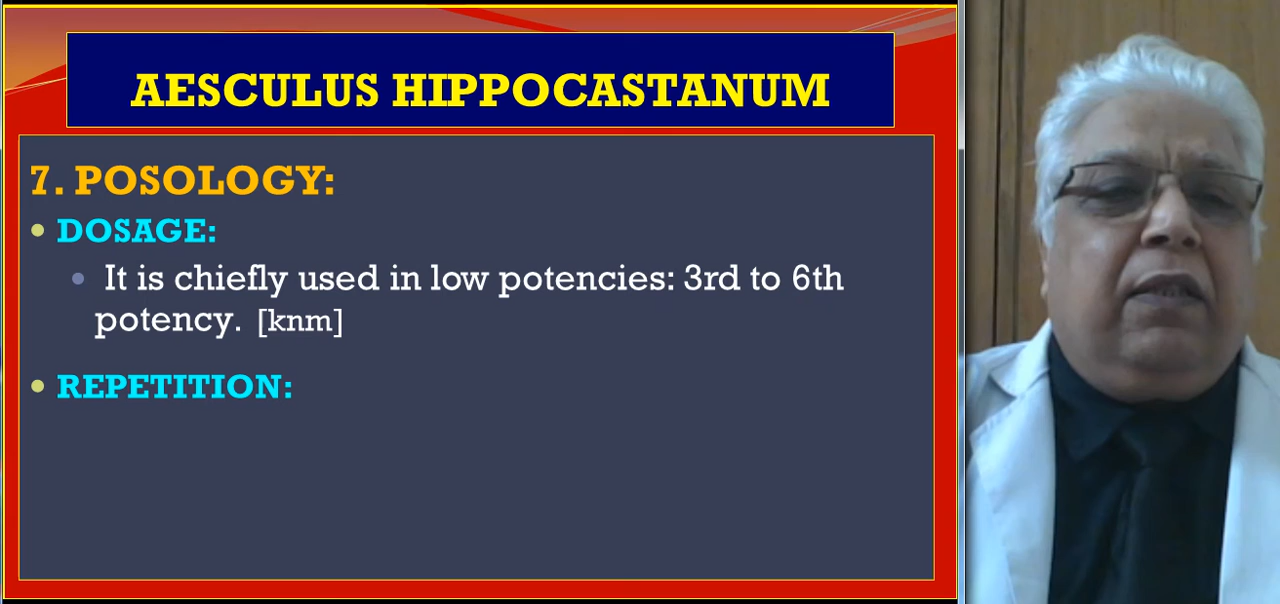 AESCULUS HIPPOCASTANUM
7. POSOLOGY:
• DOSAGE:
• It is chiefly used in low potencies: 3rd to 6th
potency. [knm]
• REPETITION: